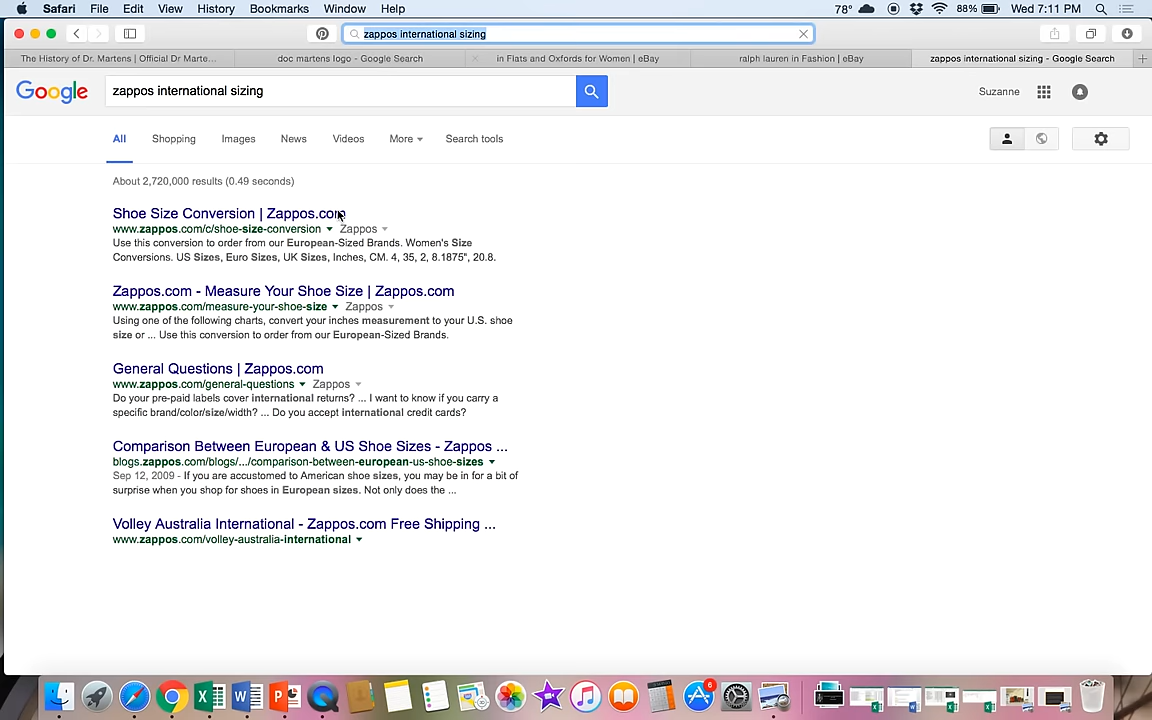 Safari File Edit View History Bookmarks Window Help 78° 88% Wed 7:11 PM
zappos international sizing
The History of Dr. Martens | Official Dr Marte... doc martens logo - Google Search in Flats and Oxfords for Women | eBay ralph lauren in Fashion | eBay zappos international sizing - Google Search
Google zappos international sizing Suzanne
All Shopping Images News Videos More Search tools
About 2,720,000 results (0.49 seconds)
Shoe Size Conversion | Zappos.com
www.zappos.com/c/shoe-size-conversion Zappos
Use this conversion to order from our European-Sized Brands. Women's Size
Conversions. US Sizes, Euro Sizes, UK Sizes, Inches, CM. 4, 35, 2, 8.1875", 20.8.
Zappos.com - Measure Your Shoe Size | Zappos.com
www.zappos.com/measure-your-shoe-size Zappos
Using one of the following charts, convert your inches measurement to your U.S. shoe
size or ... Use this conversion to order from our European-Sized Brands.
General Questions | Zappos.com
www.zappos.com/general-questions Zappos
Do your pre-paid labels cover international returns? ... I want to know if you carry a
specific brand/color/size/width? ... Do you accept international credit cards?
Comparison Between European & US Shoe Sizes - Zappos ...
blogs.zappos.com/blogs/.../comparison-between-european-us-shoe-sizes
Sep 12, 2009 - If you are accustomed to American shoe sizes, you may be in for a bit of
surprise when you shop for shoes in European sizes. Not only does the ...
Volley Australia International - Zappos.com Free Shipping ...
www.zappos.com/volley-australia-international
6